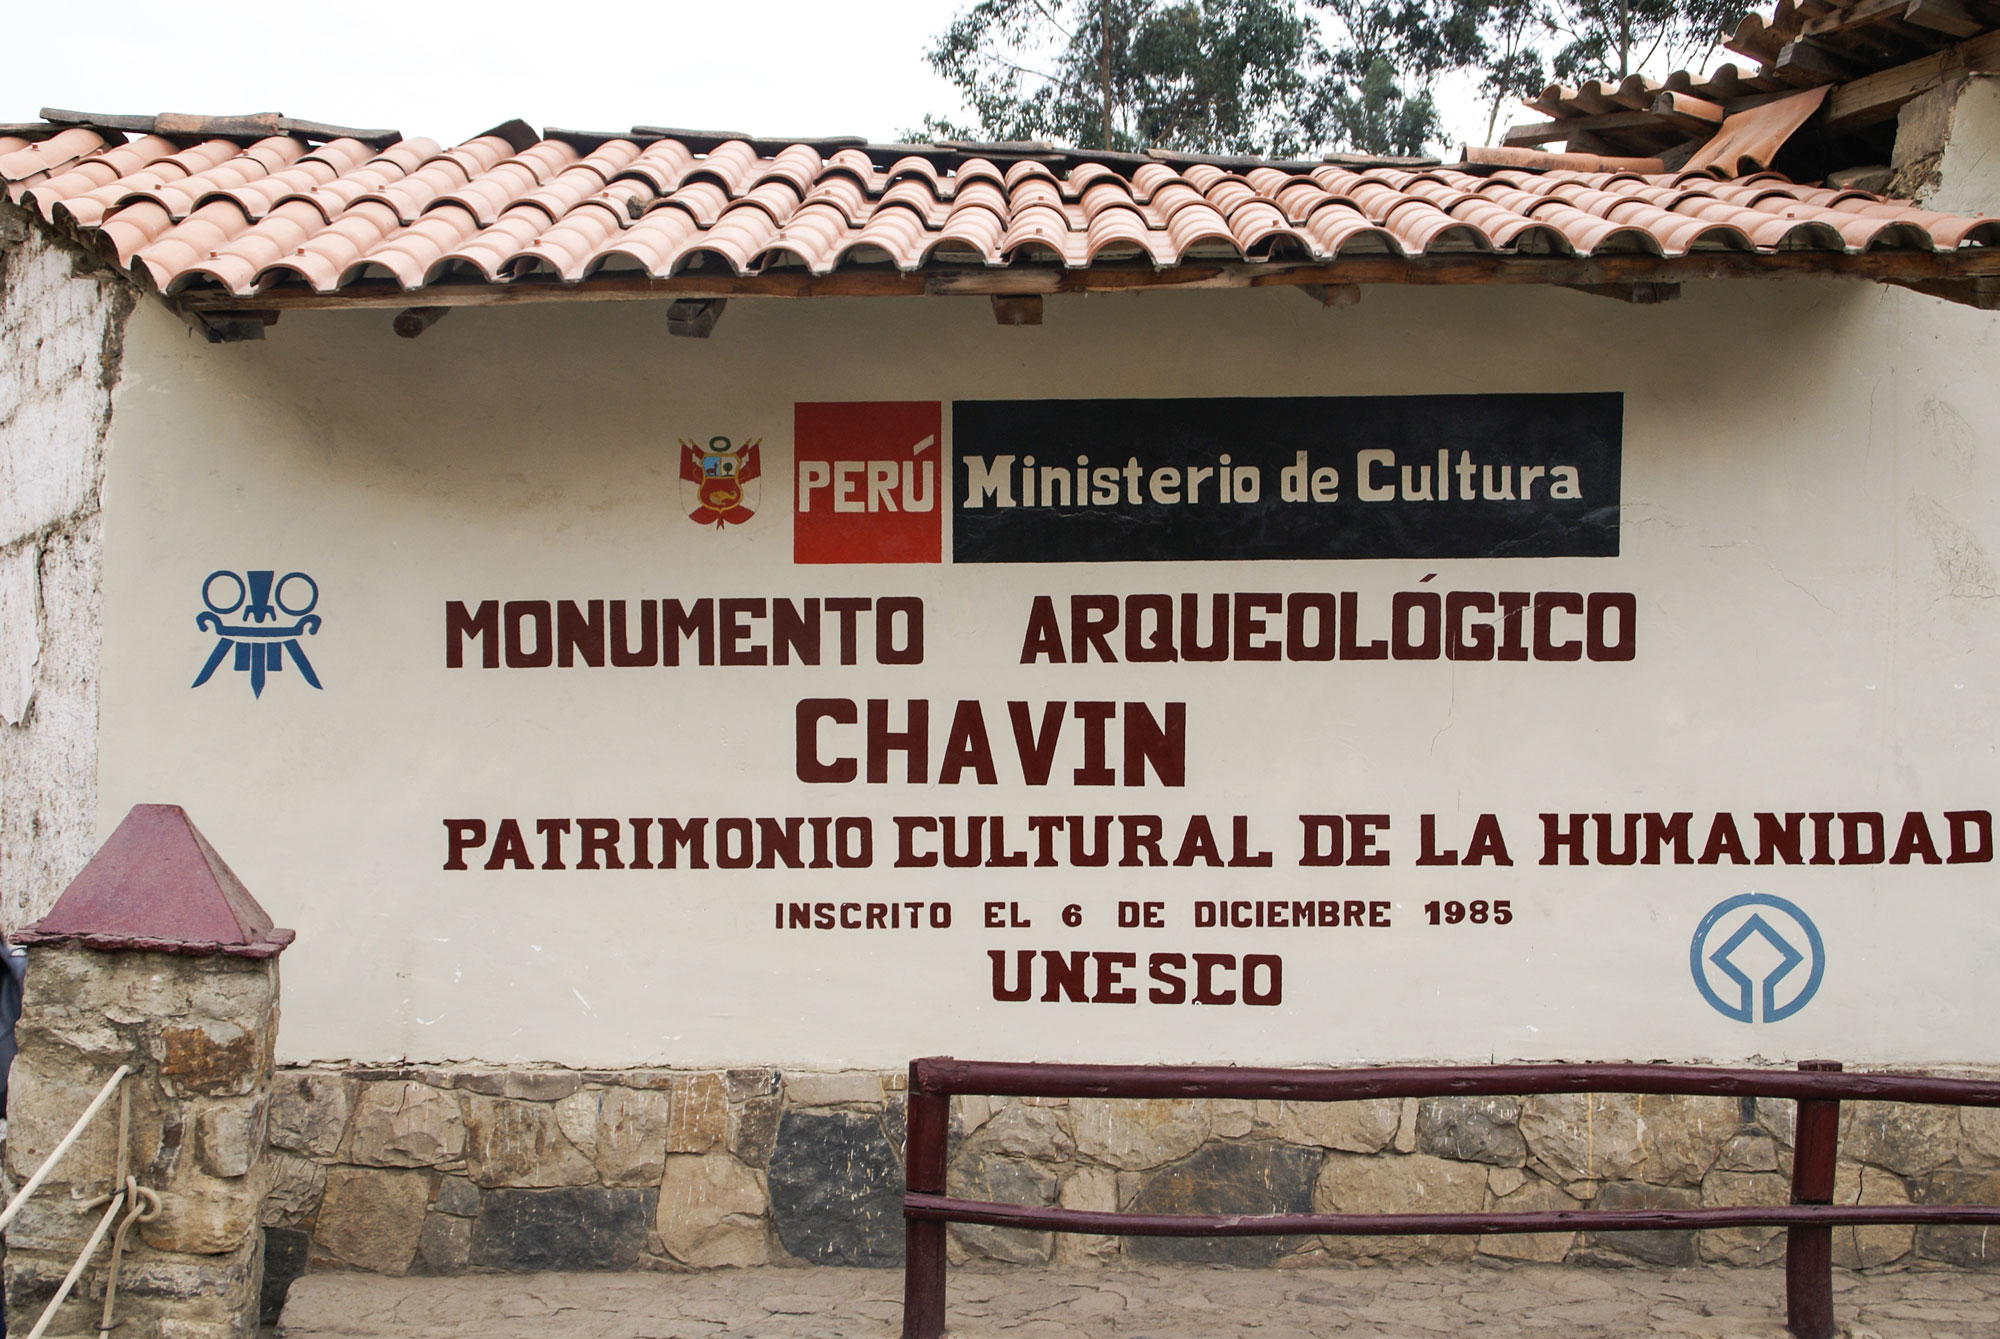 PERÚ Ministerio de Cultura
MONUMENTO ARQUEOLÓGICO
CHAVIN
PATRIMONIO CULTURAL DE LA HUMANIDAD
INSCRITO EL 6 DE DICIEMBRE 1985
UNESCO